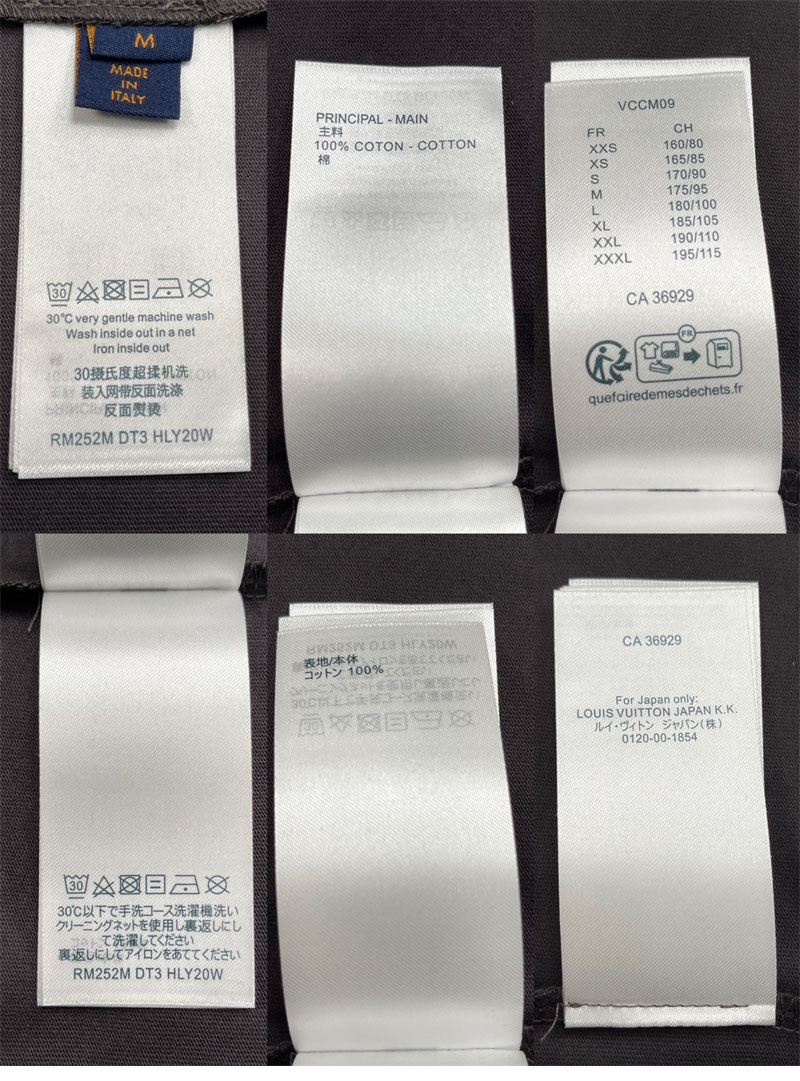 M
MADE
IN
ITALY
30
30℃ very gentle machine wash
Wash inside out in a net
Iron inside out
30摄氏度超揉机洗
装入网带反面洗涤
反面熨烫
RM252M DT3 HLY20W
PRINCIPAL - MAIN
主料
100% COTON - COTTON
棉
VCCM09
FR CH
XXS 160/80
XS 165/85
S 170/90
M 175/95
L 180/100
XL 185/105
XXL 190/110
XXXL 195/115
CA 36929
FR
quefairedemesdechets.fr
30
30℃以下で手洗コース洗濯機洗い
クリーニングネットを使用し裏返しにし
て洗濯してください
裏返しにしてアイロンをあててください
RM252M DT3 HLY20W
表地/本体
コットン 100%
CA 36929
For Japan only:
LOUIS VUITTON JAPAN K.K.
ルイ・ヴィトン ジャパン(株)
0120-00-1854